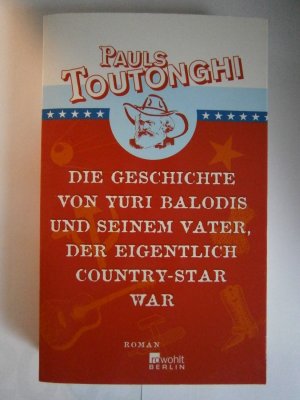 PAULS
TOUTONGHI
DIE GESCHICHTE
VON YURI BALODIS
UND SEINEM VATER,
DER EIGENTLICH
COUNTRY-STAR
WAR
ROMAN
rowohlt
BERLIN